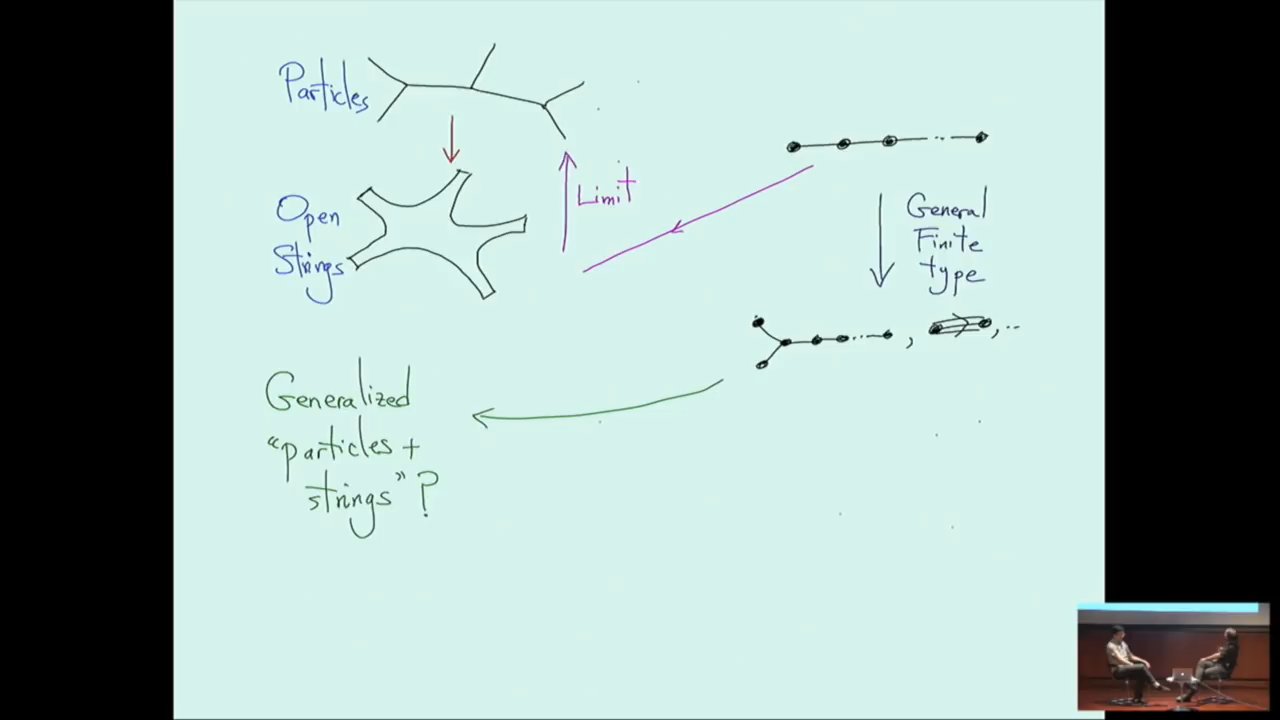 Particles
Open
Strings
Limit
General
Finite
type
, , ..
Generalized
"particles +
strings"?